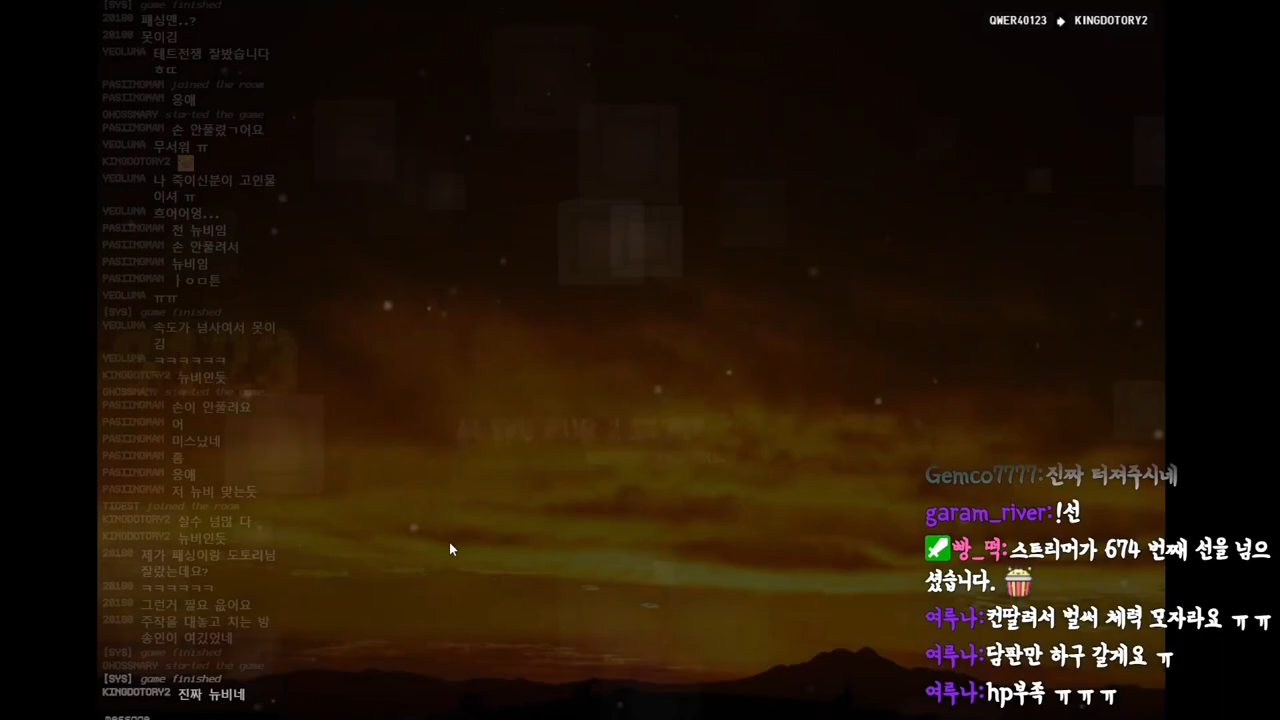 [SYS] game finished
20180 패싱맨..?
20180 못이김
YEOLUNA 테트전쟁 잘봤습니다
ㅎㄸ
PASIINGMAN joined the room
PASIINGMAN 응애
GHOSSNARY started the game
PASIINGMAN 손 안풀렸ㄱ어요
YEOLUNA 무서워 ㅠ
KINGDOTORY2
YEOLUNA 나 죽이신분이 고인물
이셔 ㅠ
YEOLUNA 흐어어엉...
PASIINGMAN 전 뉴비임
PASIINGMAN 손 안풀려서
PASIINGMAN 뉴비임
PASIINGMAN ㅏㅇㅁ튼
YEOLUNA ㅠㅠ
[SYS] game finished
YEOLUNA 속도가 넘사여서 못이
김
YEOLUNA ㅋㅋㅋㅋㅋㅋ
KINGDOTORY2 뉴비인듯
GHOSSNARY started the game
PASIINGMAN 손이 안풀려요
PASIINGMAN 어
PASIINGMAN 미스났네
PASIINGMAN 흠
PASIINGMAN 응애
PASIINGMAN 저 뉴비 맞는듯
TIDEST joined the room
KINGDOTORY2 실수 넘많 다
KINGDOTORY2 뉴비인듯
20180 제가 패싱이랑 도토리님
잘랐는데요?
20180 ㅋㅋㅋㅋㅋㅋ
20180 그런거 필요 읎어요
20180 주작을 대놓고 치는 방
송인이 여깄었네
[SYS] game finished
GHOSSNARY started the game
[SYS] game finished
KINGDOTORY2 진짜 뉴비네
message
QWER40123 → KINGDOTORY2
Gemco7777:진짜 터져주시네
garam_river:!선
빵_떡:스트리머가 674 번째 선을 넘으
셨습니다.
여루나:컨딸려서 벌써 체력 모자라요 ㅠㅠ
여루나:담판만 하구 갈게요 ㅠ
여루나:hp부족 ㅠㅠㅠ